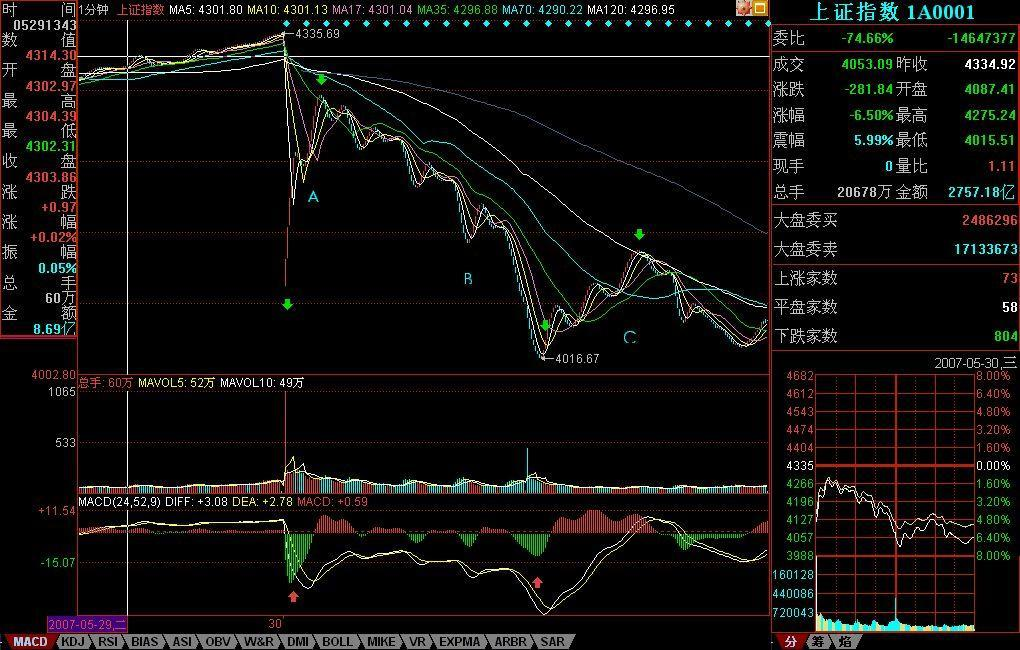 1分钟 上证指数 MA5: 4301.80 MA10: 4301.13 MA17: 4301.04 MA35: 4296.88 MA70: 4290.22 MA120: 4296.95
时 间
05291343
数 值
4314.30
开 盘
4302.97
最 高
4304.39
最 低
4302.31
收 盘
4303.86
涨 跌
+0.97
涨 幅
+0.02%
振 幅
0.05%
总 手
60万
金 额
8.69亿
4335.69
A
B
C
4016.67
4002.80
总手: 60万 MAVOL5: 52万 MAVOL10: 49万
1065
533
MACD(24,52,9) DIFF: +3.08 DEA: +2.78 MACD: +0.59
+11.54
-15.07
2007-05-29,二
30
MACD KDJ RSI BIAS ASI OBV W&R DMI BOLL MIKE VR EXPMA ARBR SAR
上证指数 1A0001
委比 -74.66% -14647377
成交 4053.09 昨收 4334.92
涨跌 -281.84 开盘 4087.41
涨幅 -6.50% 最高 4275.24
震幅 5.99% 最低 4015.51
现手 0 量比 1.11
总手 20678万 金额 2757.18亿
大盘委买 2486296
大盘委卖 17133673
上涨家数 73
平盘家数 58
下跌家数 804
2007-05-30,三
4682 8.00%
4612 6.40%
4543 4.80%
4474 3.20%
4404 1.60%
4335 0.00%
4266 1.60%
4196 3.20%
4127 4.80%
4057 6.40%
3988 8.00%
160128
440086
720043
分 筹 焰